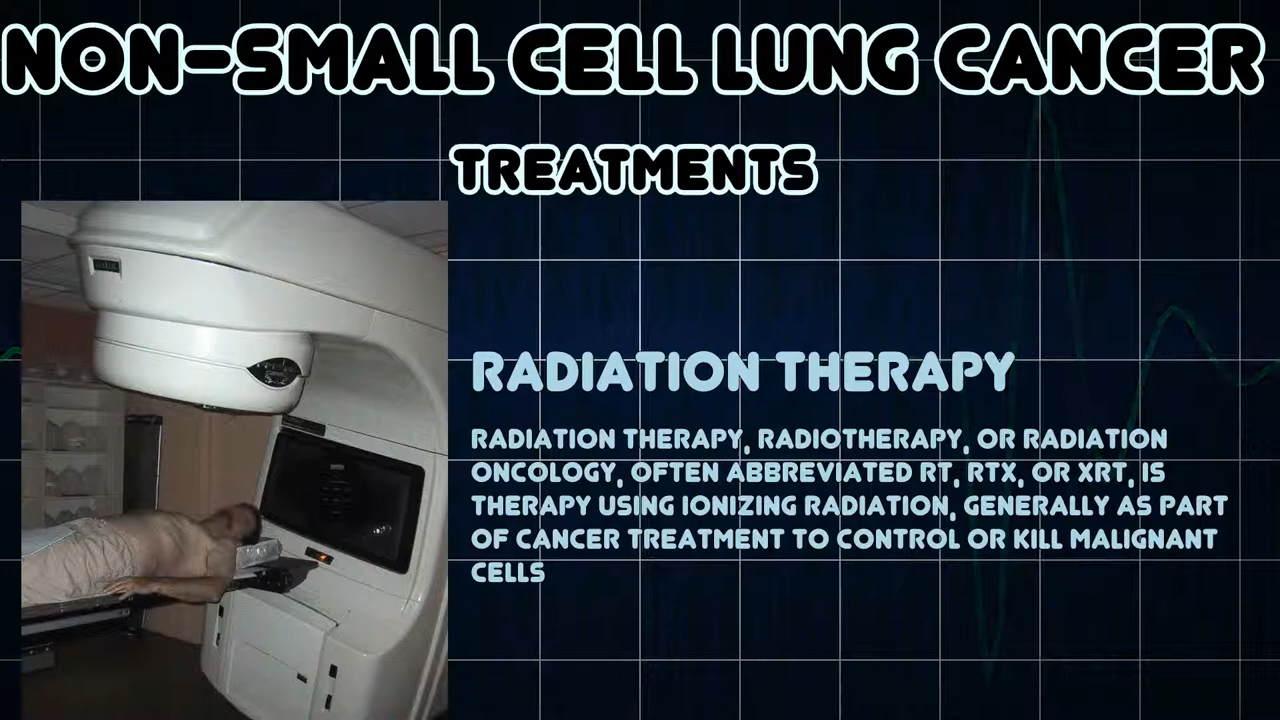 NON-SMALL CELL LUNG CANCER
TREATMENTS
RADIATION THERAPY
RADIATION THERAPY, RADIOTHERAPY, OR RADIATION
ONCOLOGY, OFTEN ABBREVIATED RT, RTX, OR XRT, IS
THERAPY USING IONIZING RADIATION, GENERALLY AS PART
OF CANCER TREATMENT TO CONTROL OR KILL MALIGNANT
CELLS